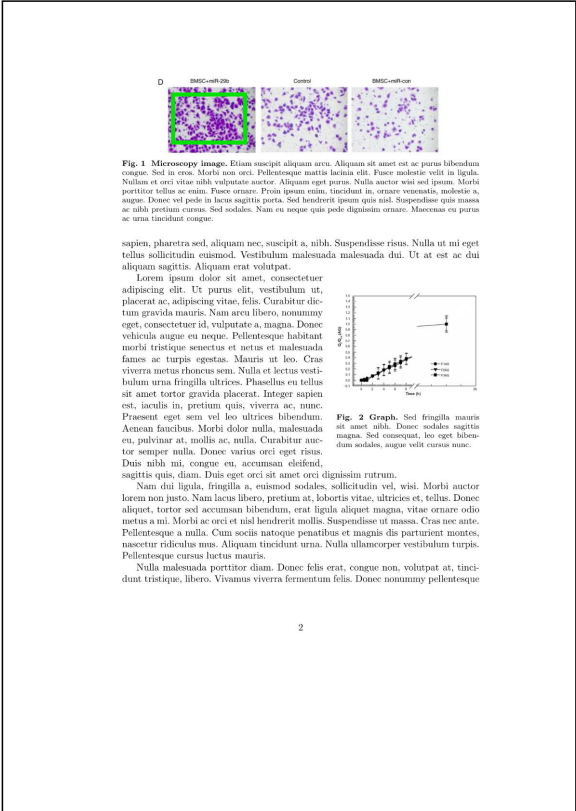 D
BMSC+miR-29b
Control
BMSC+miR-con
Fig. 1 Microscopy image. Etiam suscipit aliquam arcu. Aliquam sit amet est ac purus bibendum
congue. Sed in eros. Morbi non orci. Pellentesque mattis lacinia elit. Fusce molestie velit in ligula.
Nullam et orci vitae nibh vulputate auctor. Aliquam eget purus. Nulla auctor wisi sed ipsum. Morbi
porttitor tellus ac enim. Fusce ornare. Proin ipsum enim, tincidunt in, ornare venenatis, molestie a,
augue. Donec vel pede in lacus sagittis porta. Sed hendrerit ipsum quis nisl. Suspendisse quis massa
ac nibh pretium cursus. Sed sodales. Nam eu neque quis pede dignissim ornare. Maecenas eu purus
ac urna tincidunt congue.
sapien, pharetra sed, aliquam nec, suscipit a, nibh. Suspendisse risus. Nulla ut mi eget
tellus sollicitudin euismod. Vestibulum malesuada malesuada dui. Ut at est ac dui
aliquam sagittis. Aliquam erat volutpat.
Lorem ipsum dolor sit amet, consectetuer
adipiscing elit. Ut purus elit, vestibulum ut,
placerat ac, adipiscing vitae, felis. Curabitur dic-
tum gravida mauris. Nam arcu libero, nonummy
eget, consectetuer id, vulputate a, magna. Donec
vehicula augue eu neque. Pellentesque habitant
morbi tristique senectus et netus et malesuada
fames ac turpis egestas. Mauris ut leo. Cras
viverra metus rhoncus sem. Nulla et lectus vesti-
bulum urna fringilla ultrices. Phasellus eu tellus
sit amet tortor gravida placerat. Integer sapien
est, iaculis in, pretium quis, viverra ac, nunc.
Praesent eget sem vel leo ultrices bibendum.
Aenean faucibus. Morbi dolor nulla, malesuada
eu, pulvinar at, mollis ac, nulla. Curabitur auc-
tor semper nulla. Donec varius orci eget risus.
Duis nibh mi, congue eu, accumsan eleifend,
sagittis quis, diam. Duis eget orci sit amet orci dignissim rutrum.
Time (h)
Fig. 2 Graph. Sed fringilla mauris
sit amet nibh. Donec sodales sagittis
magna. Sed consequat, leo eget biben-
dum sodales, augue velit cursus nunc.
Nam dui ligula, fringilla a, euismod sodales, sollicitudin vel, wisi. Morbi auctor
lorem non justo. Nam lacus libero, pretium at, lobortis vitae, ultricies et, tellus. Donec
aliquet, tortor sed accumsan bibendum, erat ligula aliquet magna, vitae ornare odio
metus a mi. Morbi ac orci et nisl hendrerit mollis. Suspendisse ut massa. Cras nec ante.
Pellentesque a nulla. Cum sociis natoque penatibus et magnis dis parturient montes,
nascetur ridiculus mus. Aliquam tincidunt urna. Nulla ullamcorper vestibulum turpis.
Pellentesque cursus luctus mauris.
Nulla malesuada porttitor diam. Donec felis erat, congue non, volutpat at, tinci-
dunt tristique, libero. Vivamus viverra fermentum felis. Donec nonummy pellentesque
2